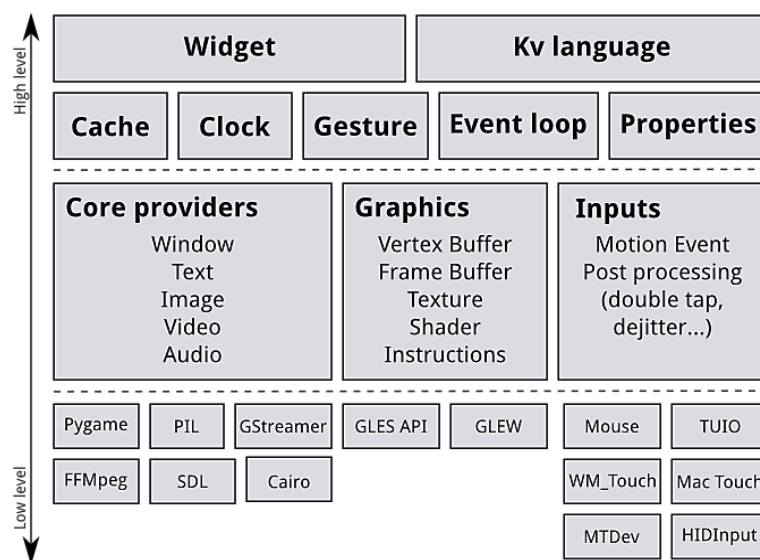 High level
Widget
Kv language
Cache
Clock
Gesture
Event loop
Properties
Core providers
Window
Text
Image
Video
Audio
Graphics
Vertex Buffer
Frame Buffer
Texture
Shader
Instructions
Inputs
Motion Event
Post processing
(double tap,
dejitter...)
Pygame
PIL
GStreamer
GLES API
GLEW
Mouse
TUIO
FFMpeg
SDL
Cairo
WM_Touch
Mac Touch
MTDev
HIDInput
Low level